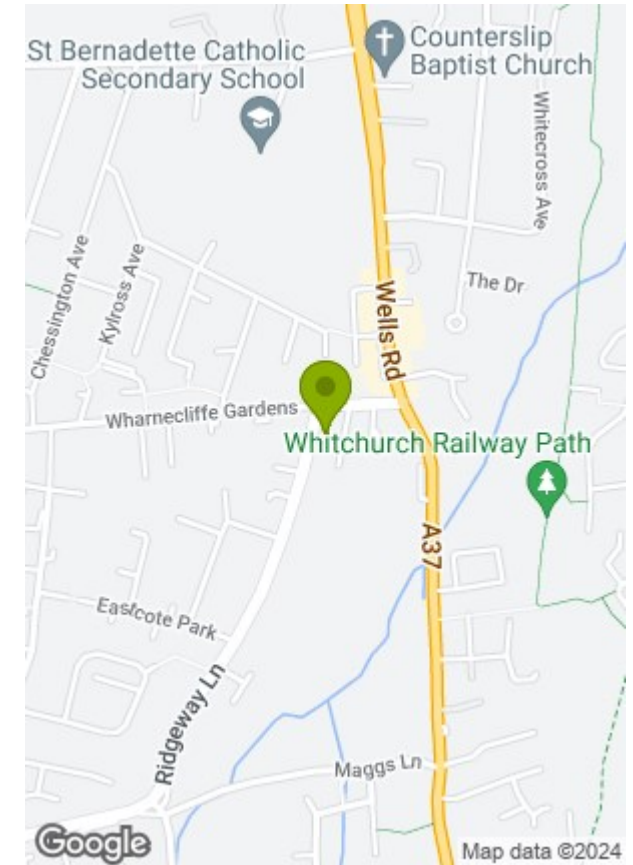 St Bernadette Catholic
Secondary School
Counterslip
Baptist Church
Whitecross Ave
Chessington Ave
Kylross Ave
The Dr
Wells Rd
Wharnecliffe Gardens
Whitchurch Railway Path
A37
Eastcote Park
Ridgeway Ln
Maggs Ln
Google
Map data ©2024